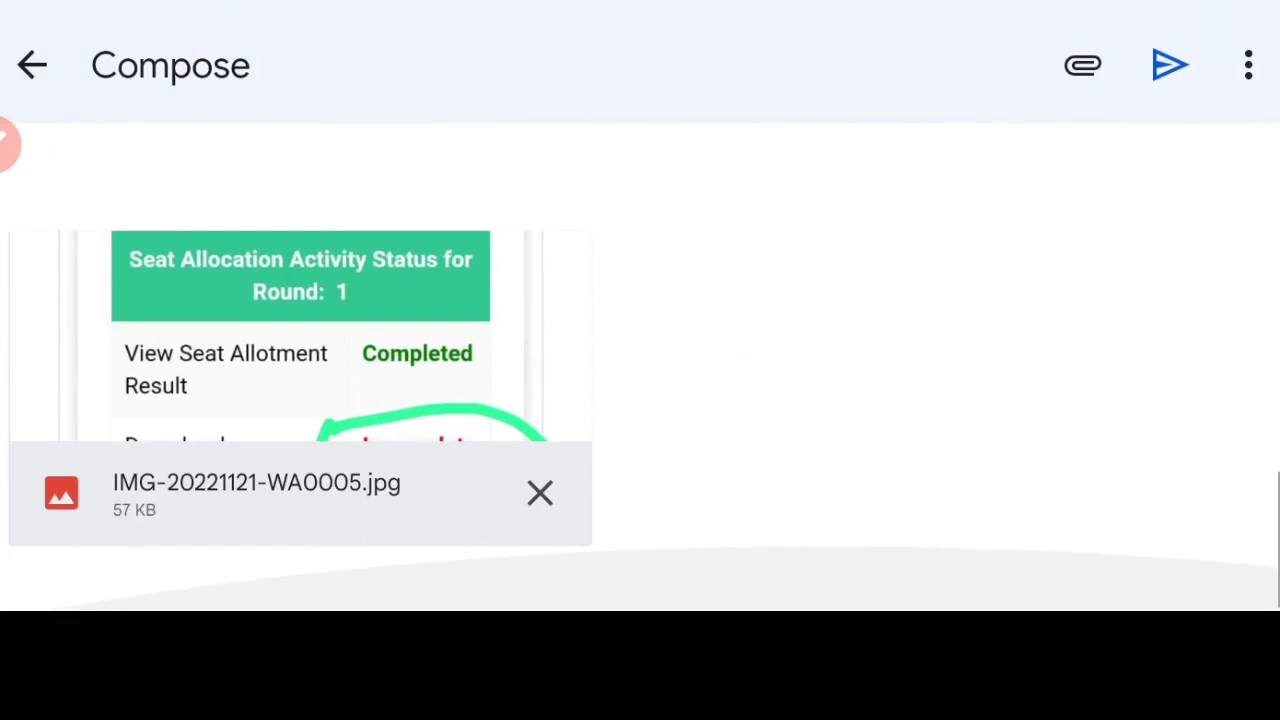 Compose
Seat Allocation Activity Status for
Round: 1
View Seat Allotment
Result
Completed
IMG-20221121-WA0005.jpg
57 KB